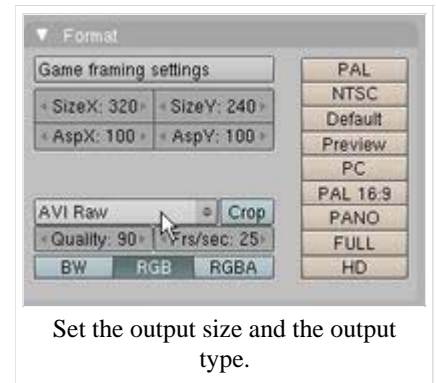 Format
Game framing settings
SizeX: 320 SizeY: 240
AspX: 100 AspY: 100
AVI Raw Crop
Quality: 90 Frs/sec: 25
BW RGB RGBA
PAL
NTSC
Default
Preview
PC
PAL 16:9
PANO
FULL
HD
Set the output size and the output
type.